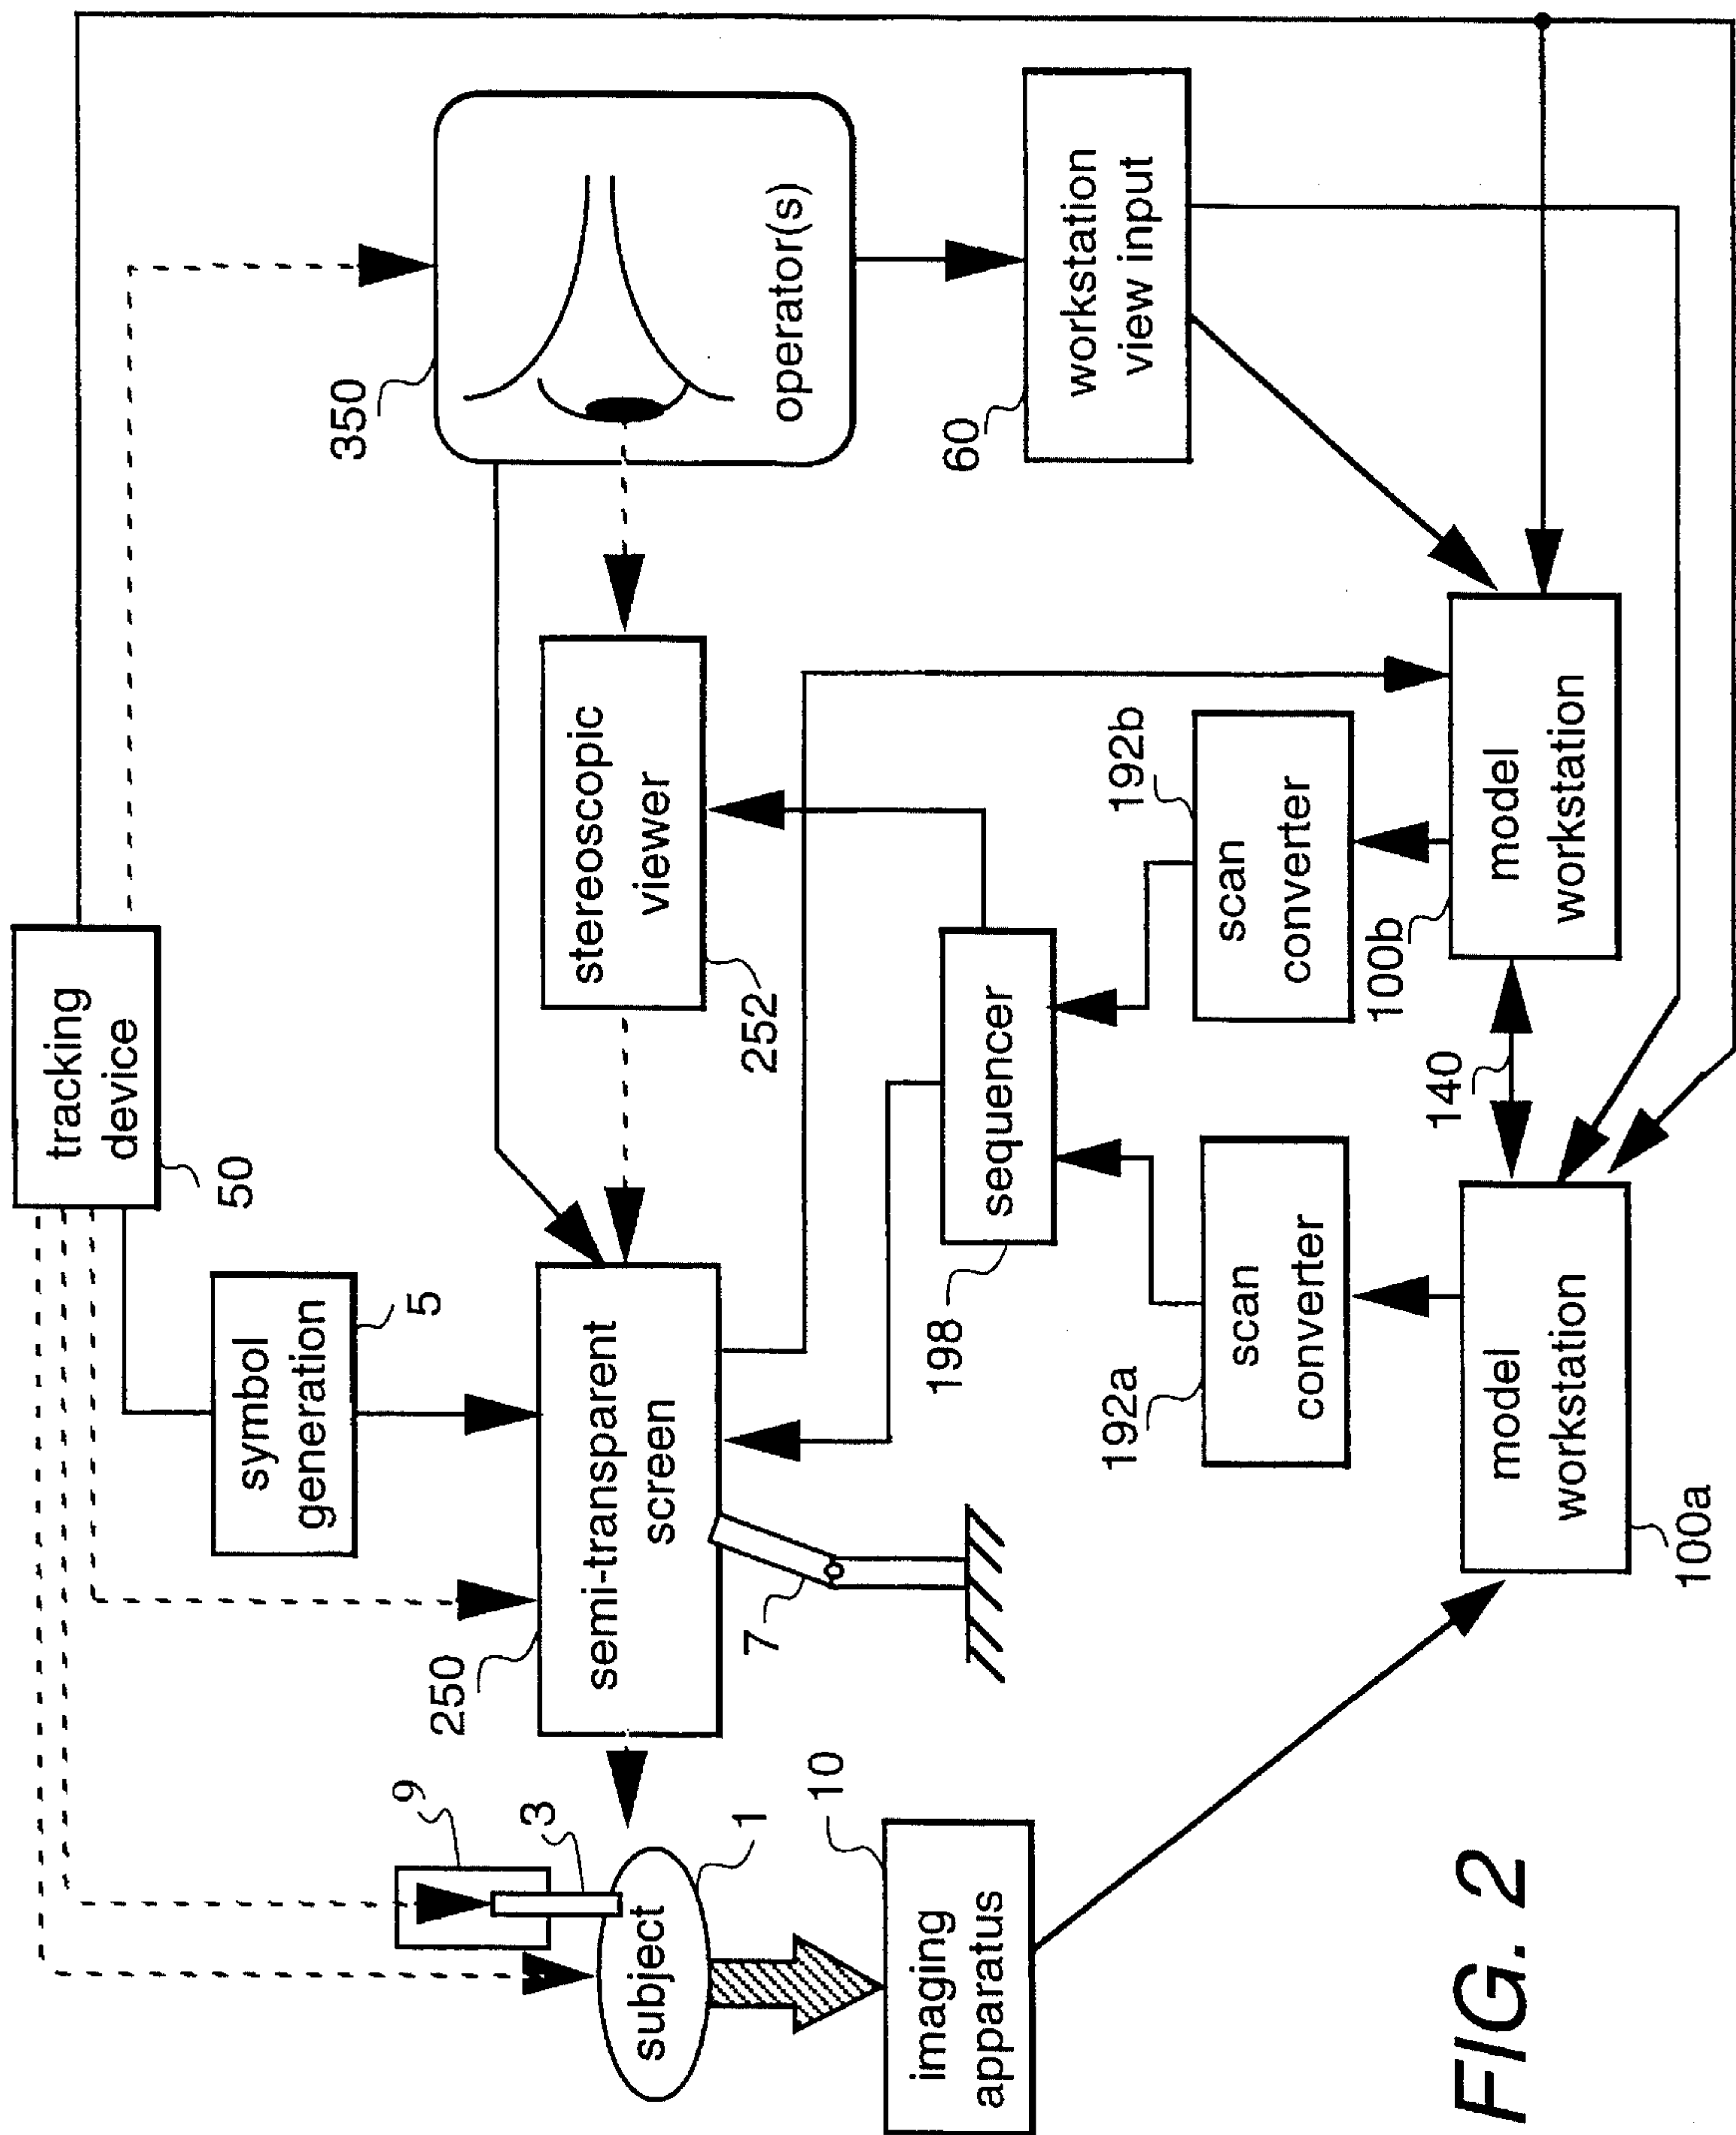 tracking
device
50
symbol
generation
5
350
operator(s)
9
3
subject
1
250
semi-transparent
screen
7
stereoscopic
viewer
252
workstation
view input
60
imaging
apparatus
10
sequencer
198
scan
converter
192a
scan
converter
192b
model
workstation
100a
140
model
workstation
100b
FIG. 2